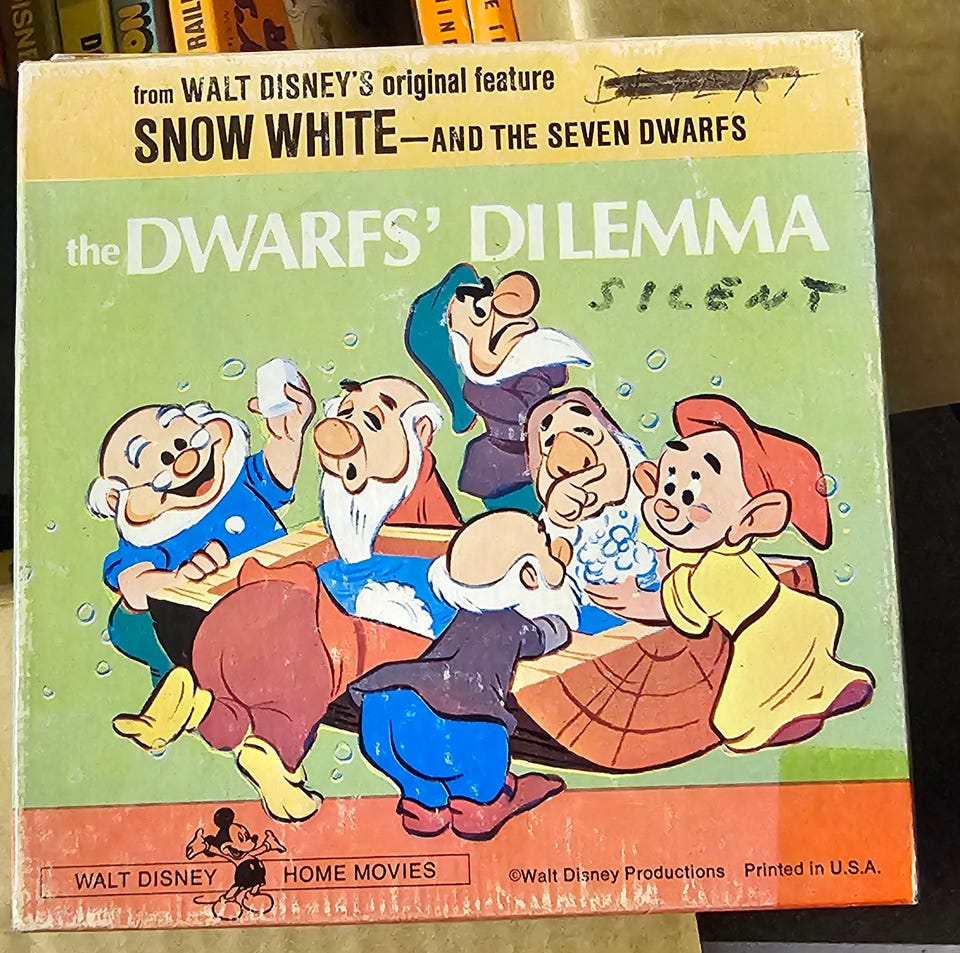 from WALT DISNEY'S original feature
SNOW WHITE—AND THE SEVEN DWARFS
the DWARFS' DILEMMA
SILENT
WALT DISNEY HOME MOVIES
©Walt Disney Productions Printed in U.S.A.